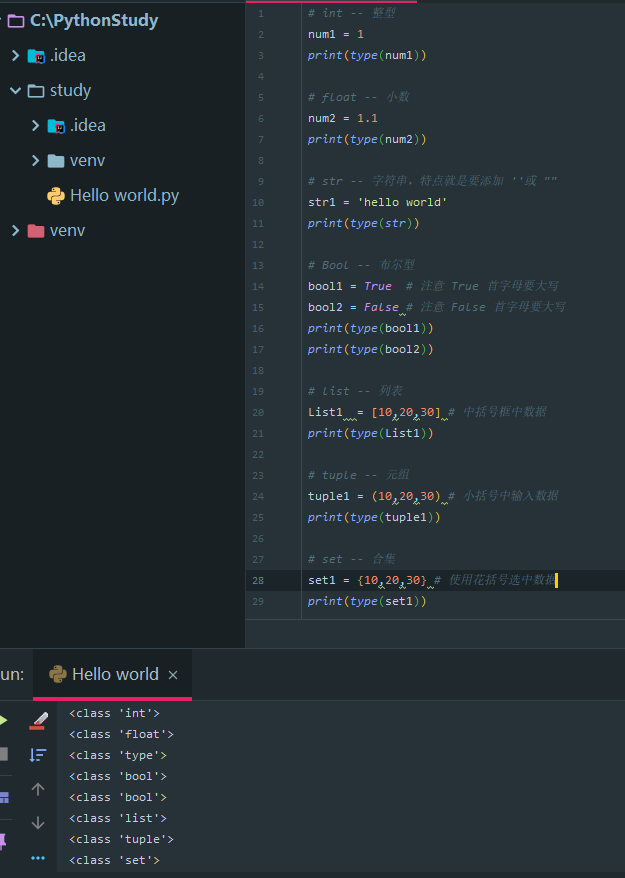 C:\PythonStudy
.idea
study
.idea
venv
Hello world.py
venv
1 # int -- 整型
2 num1 = 1
3 print(type(num1))
4
5 # float -- 小数
6 num2 = 1.1
7 print(type(num2))
8
9 # str -- 字符串，特点就是要添加 ''或 ""
10 str1 = 'hello world'
11 print(type(str))
12
13 # Bool -- 布尔型
14 bool1 = True  # 注意 True 首字母要大写
15 bool2 = False # 注意 False 首字母要大写
16 print(type(bool1))
17 print(type(bool2))
18
19 # list -- 列表
20 List1  = [10,20,30] # 中括号框中数据
21 print(type(List1))
22
23 # tuple -- 元组
24 tuple1 = (10,20,30) # 小括号中输入数据
25 print(type(tuple1))
26
27 # set -- 合集
28 set1 = {10,20,30} # 使用花括号选中数据
29 print(type(set1))
un:
Hello world ×
<class 'int'>
<class 'float'>
<class 'type'>
<class 'bool'>
<class 'bool'>
<class 'list'>
<class 'tuple'>
<class 'set'>